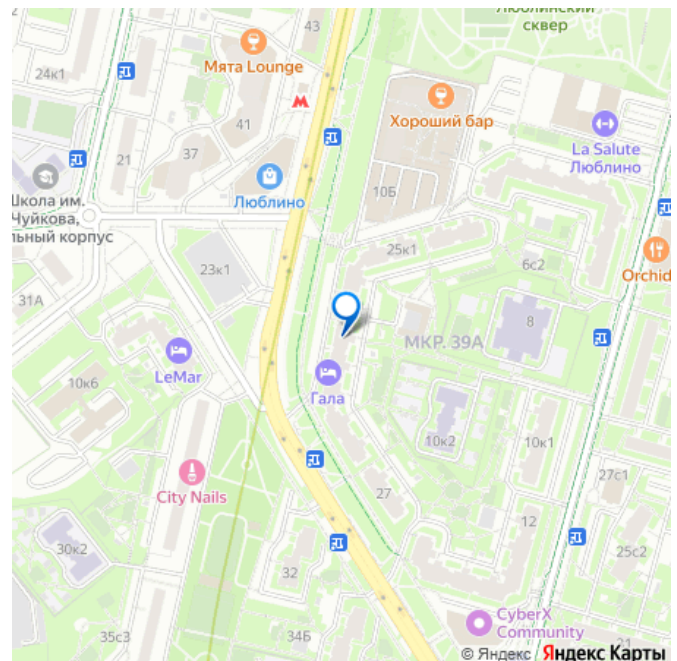 Люблинский
сквер
43
24к1
Мята Lounge
41
Хороший бар
La Salute
Люблино
21
37
10Б
Школа им.
Чуйкова,
льный корпус
Люблино
25к1
6с2
Orchid
23к1
31А
8
МКР. 39А
LeMar
10к6
Гала
10к2
10к1
City Nails
27с1
27
12
30к2
25с2
32
CyberX
Community
35с3
34Б
21
© Яндекс Яндекс Карты